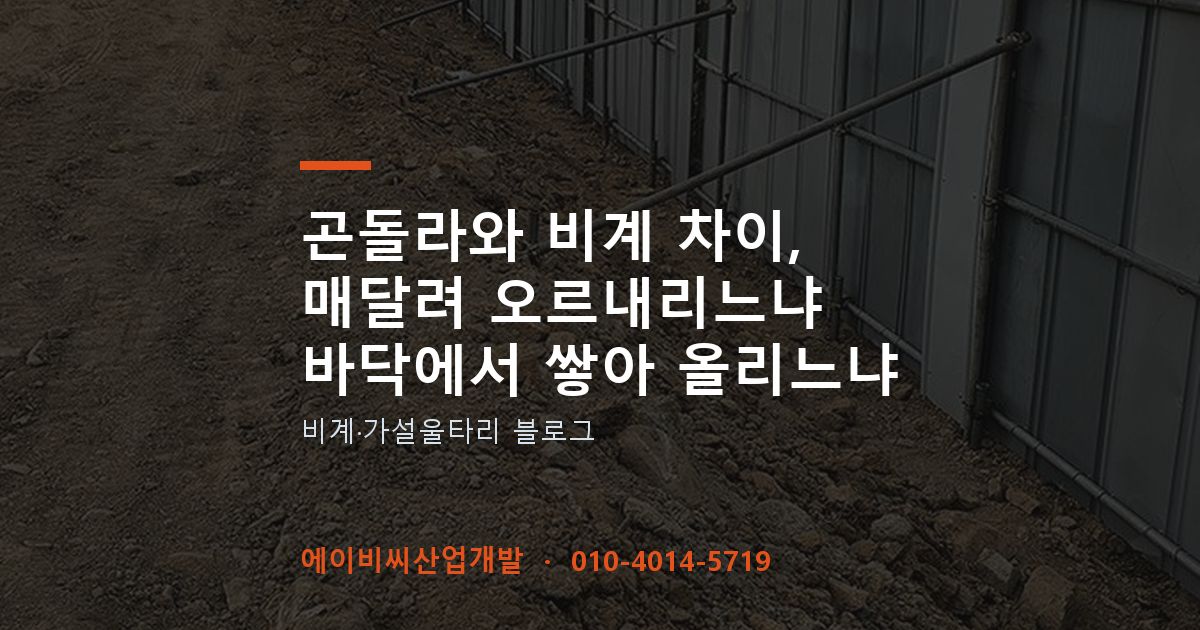 곤돌라와 비계 차이,
매달려 오르내리느냐
바닥에서 쌓아 올리느냐
비계·가설울타리 블로그
에이비씨산업개발 · 010-4014-5719